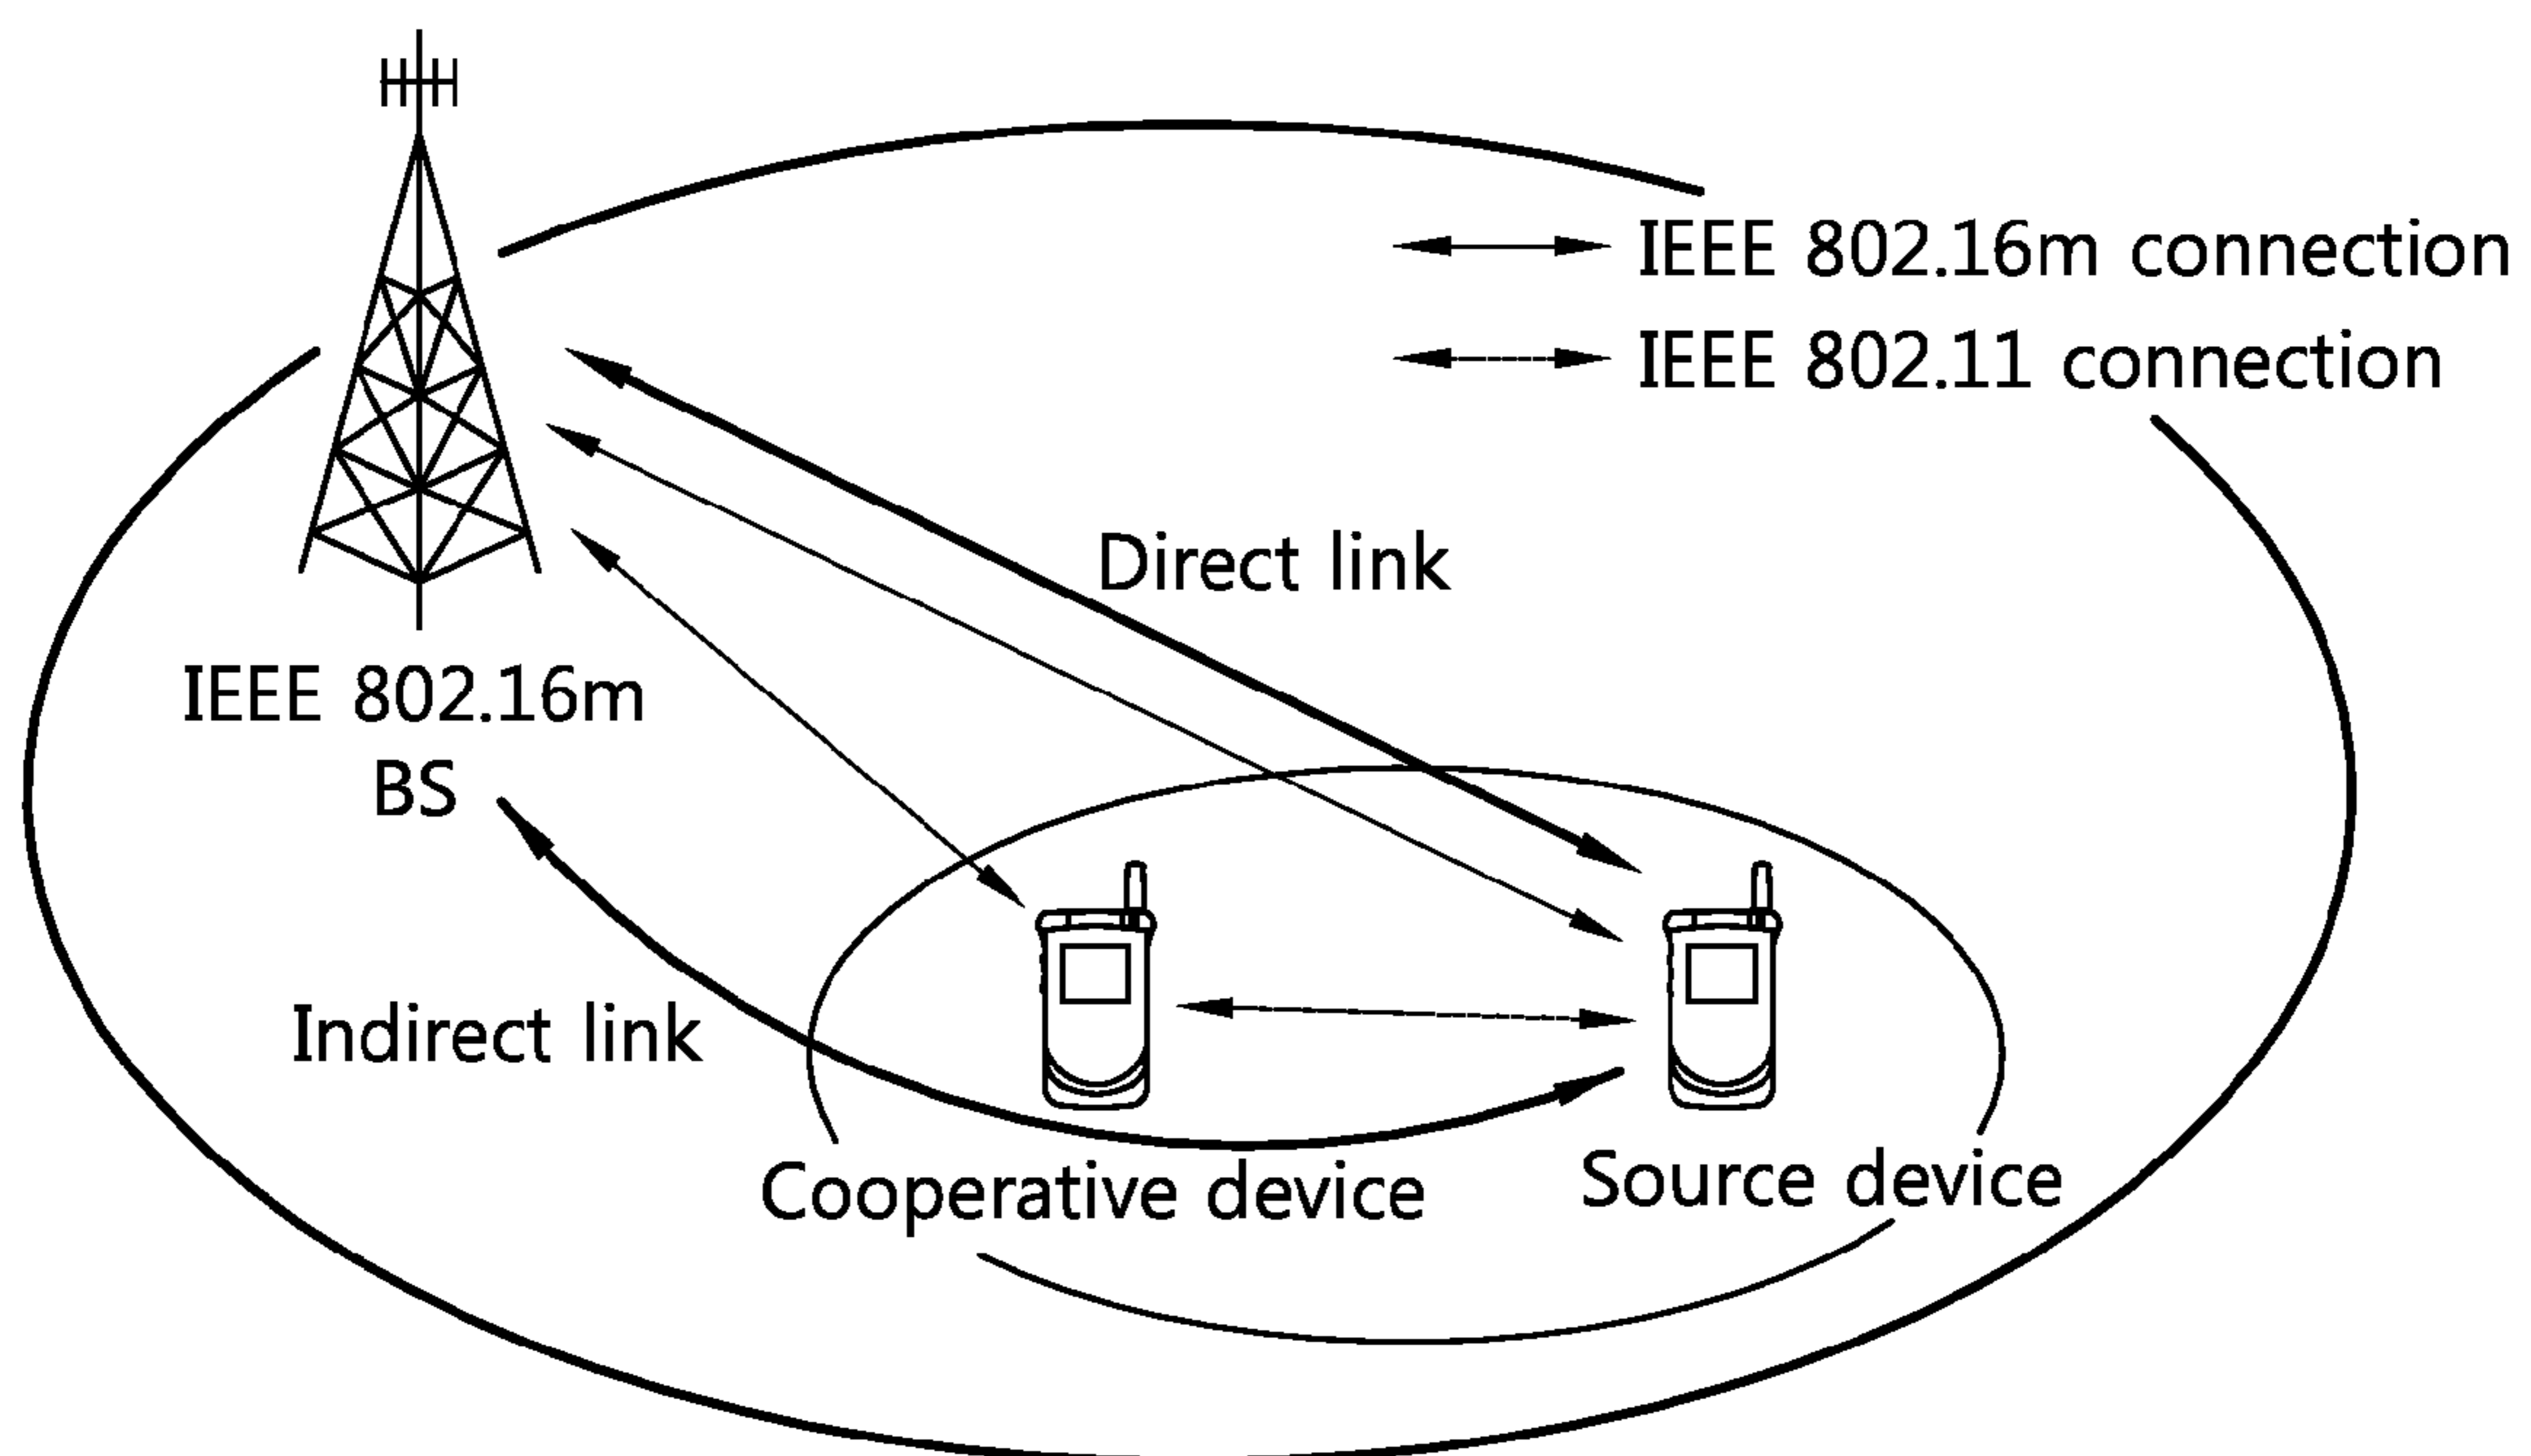 IEEE 802.16m connection
IEEE 802.11 connection
Direct link
IEEE 802.16m
BS
Indirect link
Cooperative device
Source device